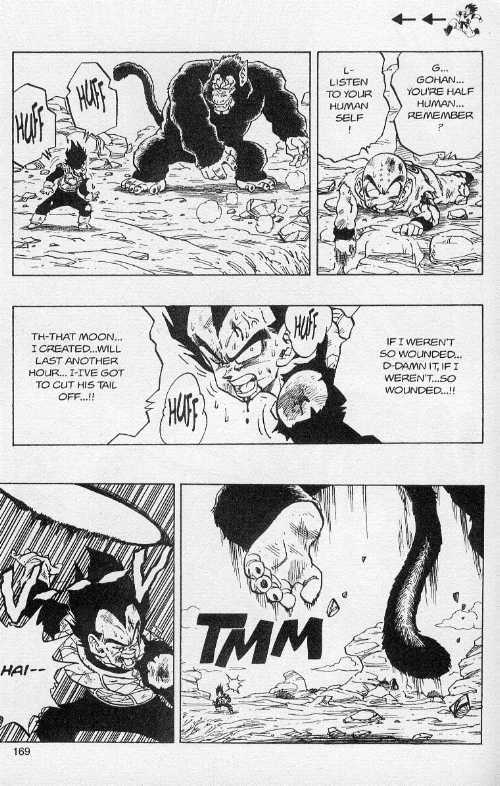 G...
GOHAN...
YOU'RE HALF
HUMAN...
REMEMBER
?
L-
LISTEN
TO YOUR
HUMAN
SELF
!
HUFF
HUFF
IF I WEREN'T
SO WOUNDED...
D-DAMN IT, IF I
WEREN'T...SO
WOUNDED...!!
HUFF
HUFF
TH-THAT MOON...
I CREATED...WILL
LAST ANOTHER
HOUR... I-I'VE GOT
TO CUT HIS TAIL
OFF...!!
TMM
HAI--
169